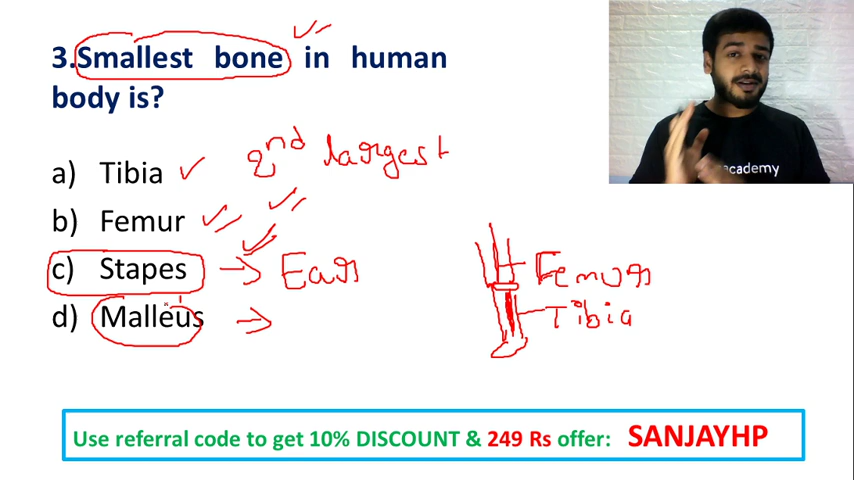 3.Smallest bone in human
body is?
a) Tibia
2nd largest
b) Femur
c) Stapes
Ear
d) Malleus
Femur
Tibia
academy
Use referral code to get 10% DISCOUNT & 249 Rs offer: SANJAYHP